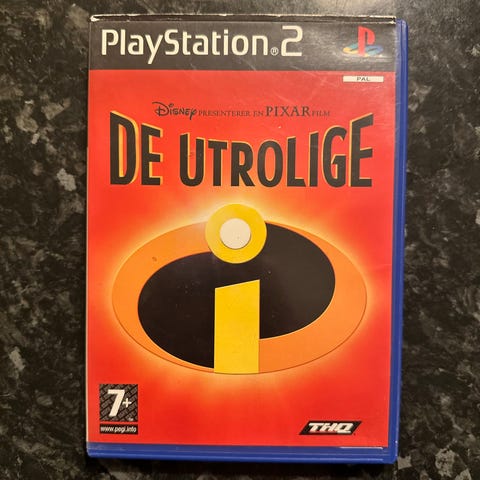 PlayStation®2
PAL
Disney PRESENTERER EN PIXAR FILM
DE UTROLIGE
i
7+
www.pegi.info
THQ